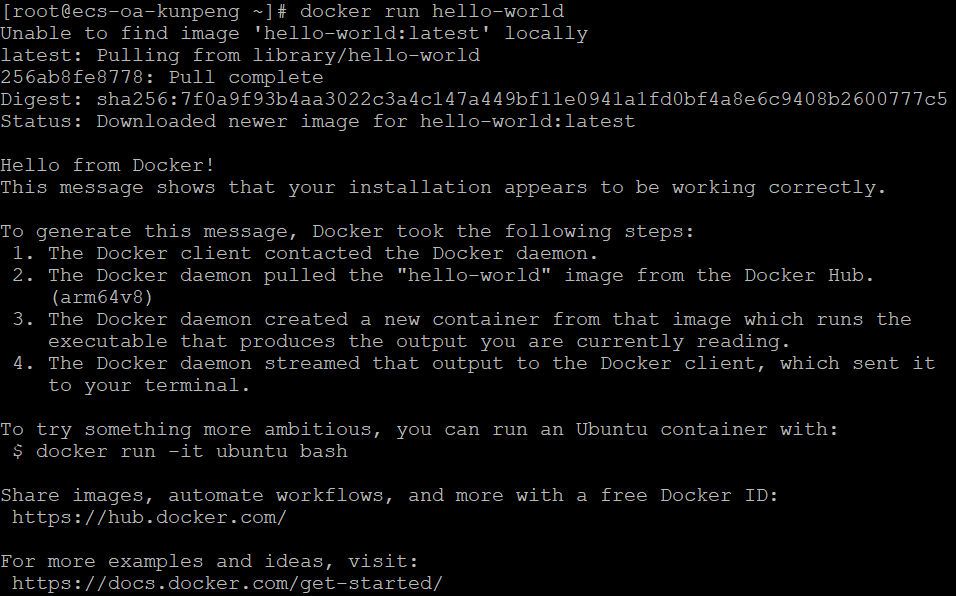 [root@ecs-oa-kunpeng ~]# docker run hello-world
Unable to find image 'hello-world:latest' locally
latest: Pulling from library/hello-world
256ab8fe8778: Pull complete
Digest: sha256:7f0a9f93b4aa3022c3a4c147a449bf11e0941a1fd0bf4a8e6c9408b2600777c5
Status: Downloaded newer image for hello-world:latest

Hello from Docker!
This message shows that your installation appears to be working correctly.

To generate this message, Docker took the following steps:
 1. The Docker client contacted the Docker daemon.
 2. The Docker daemon pulled the "hello-world" image from the Docker Hub.
    (arm64v8)
 3. The Docker daemon created a new container from that image which runs the
    executable that produces the output you are currently reading.
 4. The Docker daemon streamed that output to the Docker client, which sent it
    to your terminal.

To try something more ambitious, you can run an Ubuntu container with:
 $ docker run -it ubuntu bash

Share images, automate workflows, and more with a free Docker ID:
 https://hub.docker.com/

For more examples and ideas, visit:
 https://docs.docker.com/get-started/